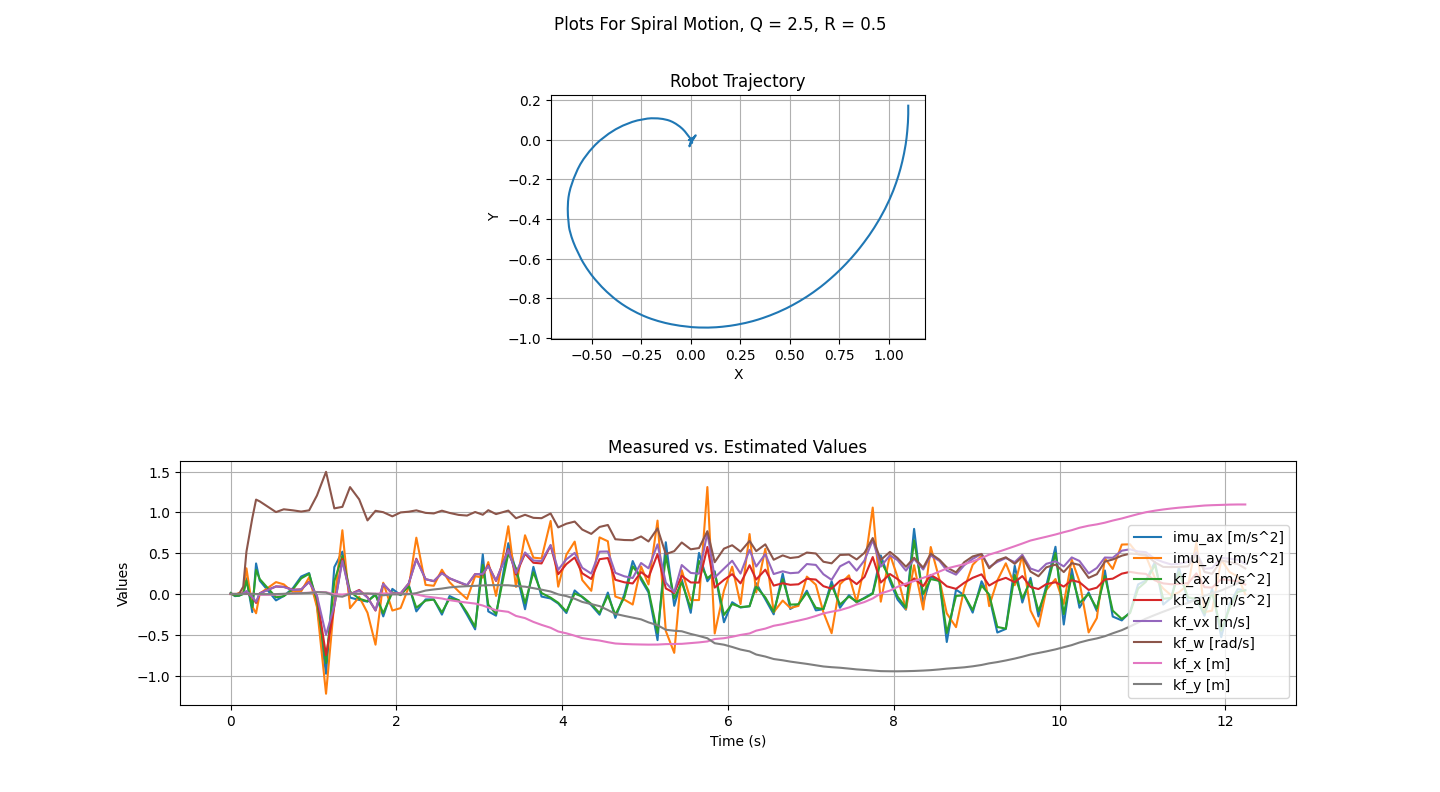 Plots For Spiral Motion, Q = 2.5, R = 0.5
Robot Trajectory
0.2
0.0
−0.2
−0.4
−0.6
−0.8
−1.0
Y
−0.50 −0.25 0.00 0.25 0.50 0.75 1.00
X
Measured vs. Estimated Values
1.5
1.0
0.5
0.0
−0.5
−1.0
Values
imu_ax [m/s^2]
imu_ay [m/s^2]
kf_ax [m/s^2]
kf_ay [m/s^2]
kf_vx [m/s]
kf_w [rad/s]
kf_x [m]
kf_y [m]
0 2 4 6 8 10 12
Time (s)